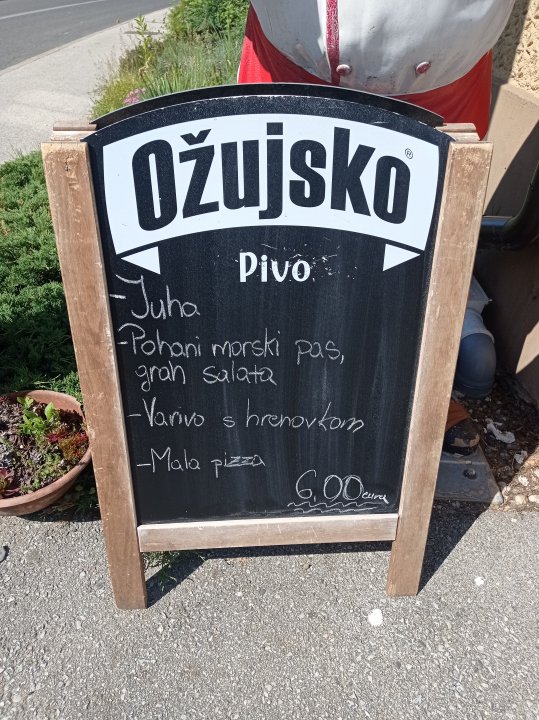 Ožujsko®
Pivo
-Juha
-Pohani morski pas,
grah salata
-Varivo s hrenovkom
-Mala pizza
6,00 eura